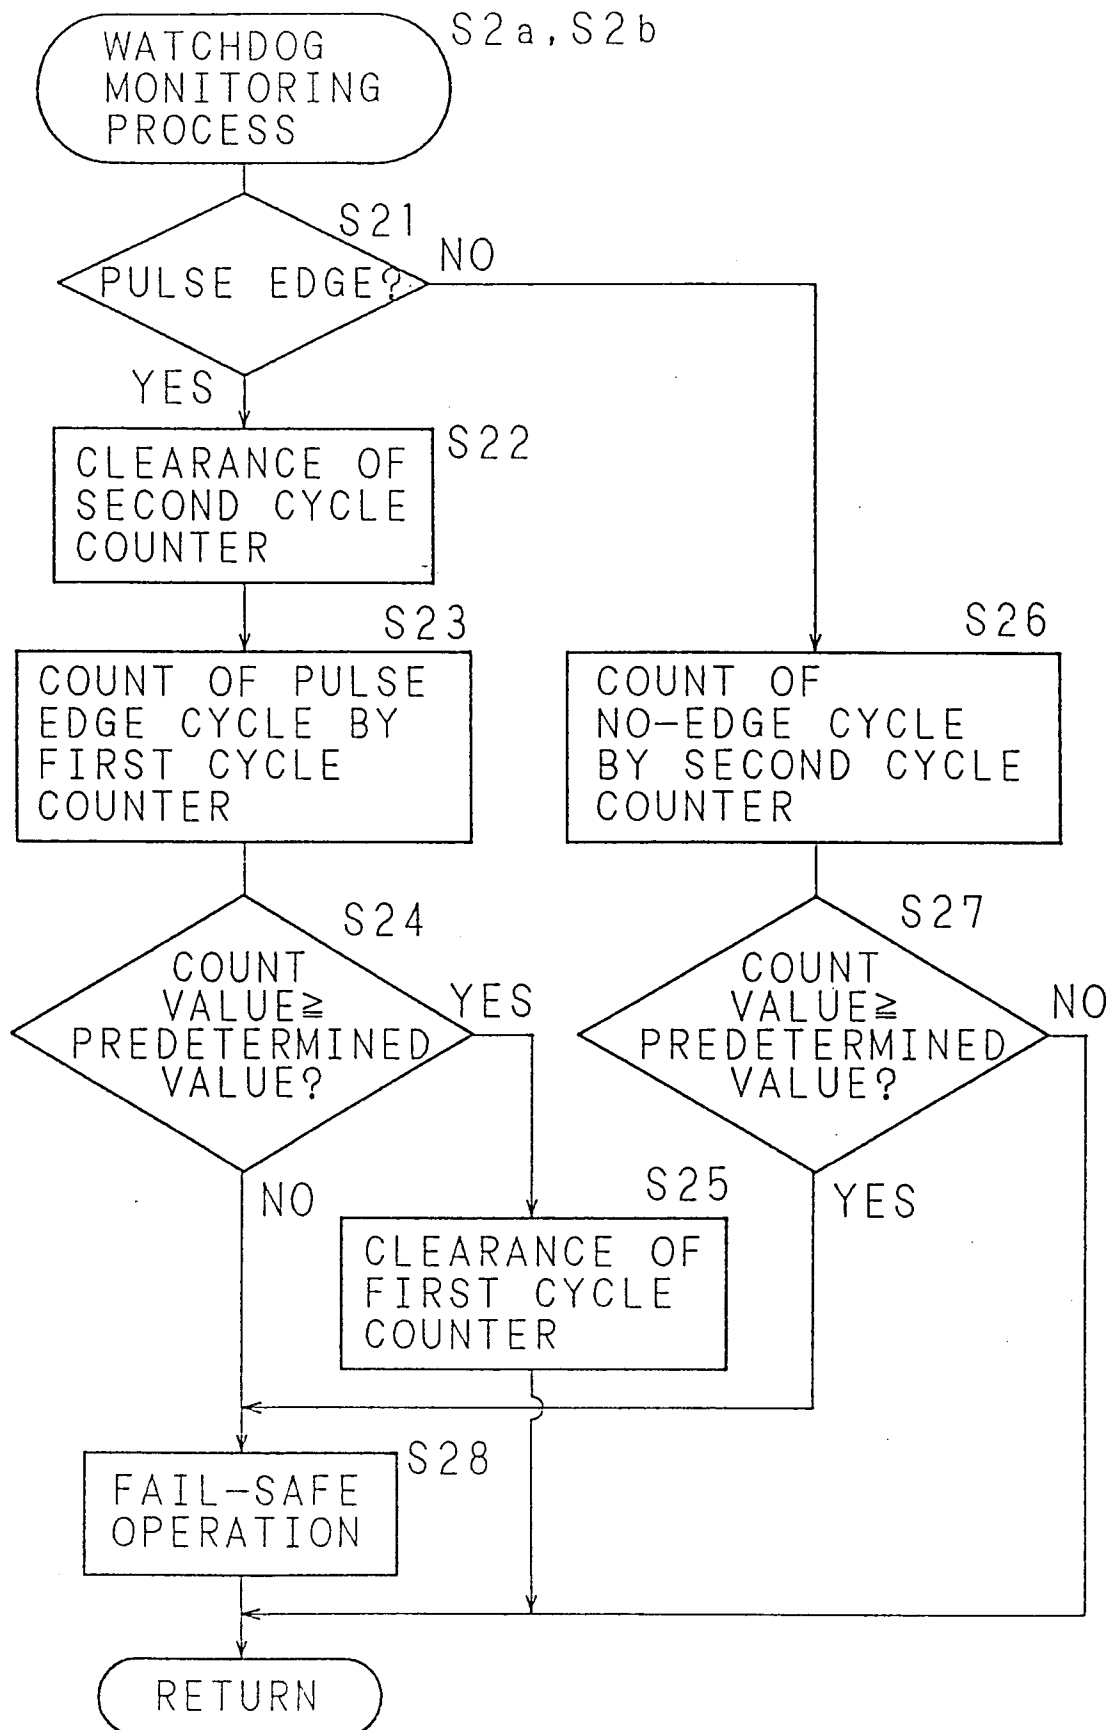 WATCHDOG
MONITORING
PROCESS
S2a, S2b
S21
PULSE EDGE?
NO
YES
S22
CLEARANCE OF
SECOND CYCLE
COUNTER
S23
COUNT OF PULSE
EDGE CYCLE BY
FIRST CYCLE
COUNTER
S26
COUNT OF
NO-EDGE CYCLE
BY SECOND CYCLE
COUNTER
S24
COUNT
VALUE≧
PREDETERMINED
VALUE?
YES
NO
S27
COUNT
VALUE≧
PREDETERMINED
VALUE?
NO
YES
S25
CLEARANCE OF
FIRST CYCLE
COUNTER
S28
FAIL-SAFE
OPERATION
RETURN